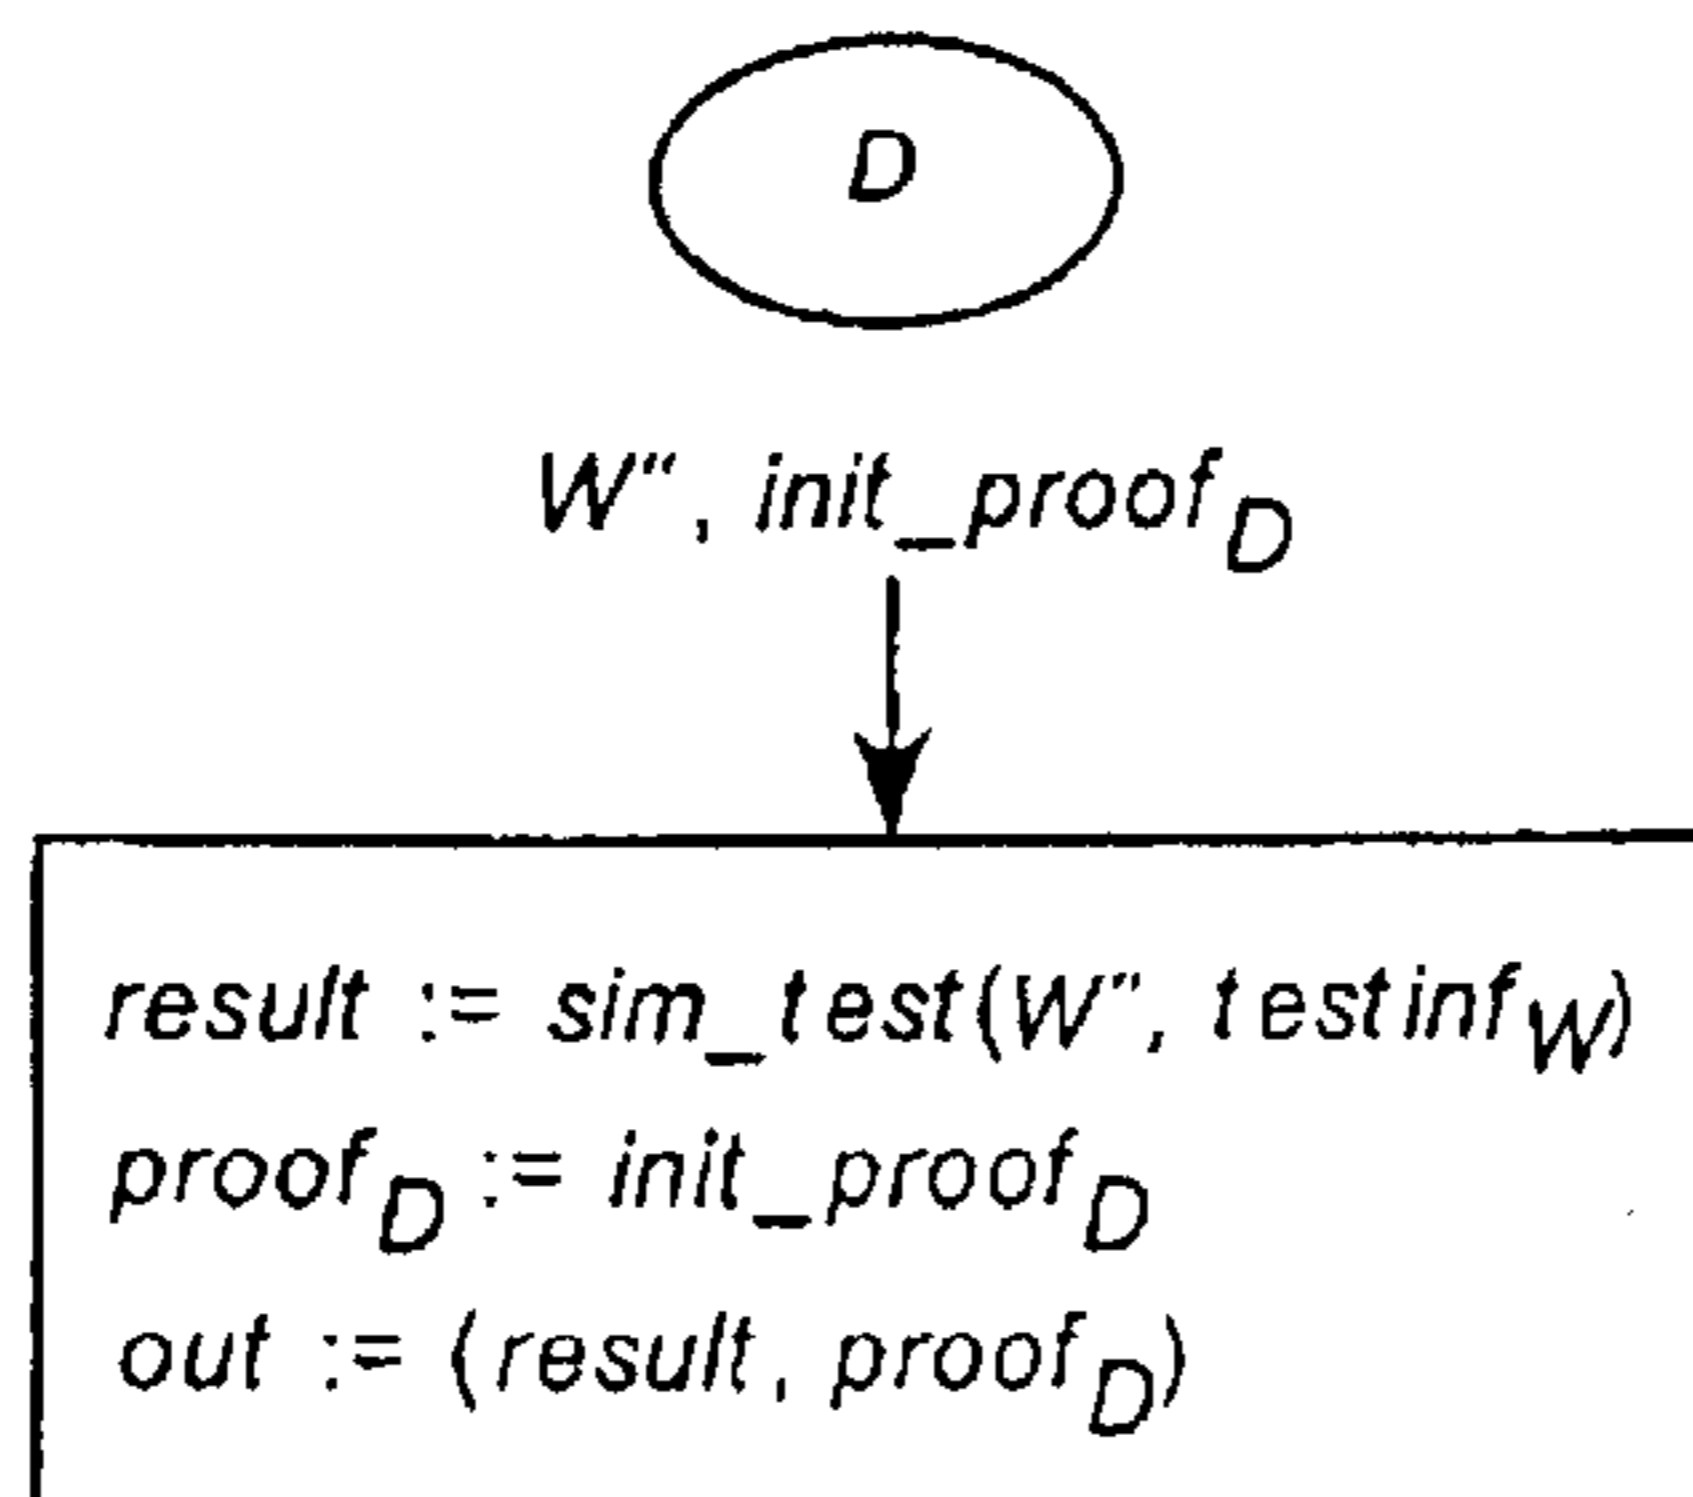 D
W", init_proof_D
result := sim_test(W", testinf_W)
proof_D := init_proof_D
out := (result, proof_D)